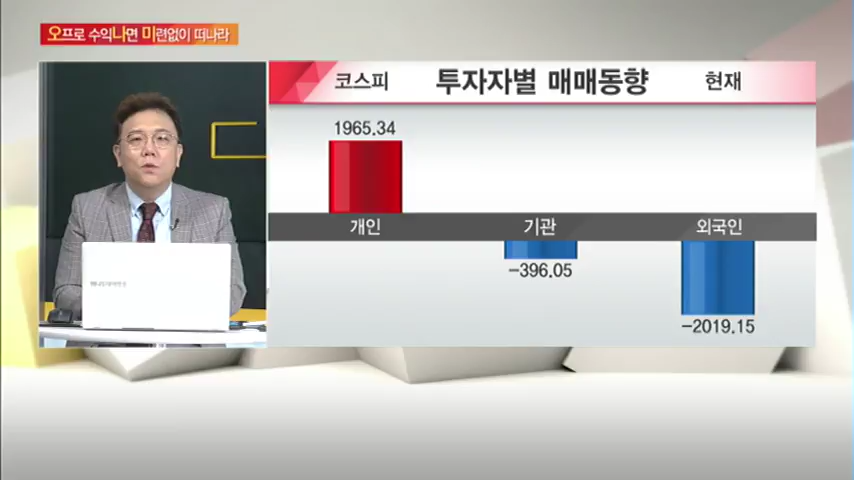 오프로 수익나면 미련없이 떠나라
코스피
투자자별 매매동향
현재
1965.34
개인
기관
외국인
-396.05
-2019.15